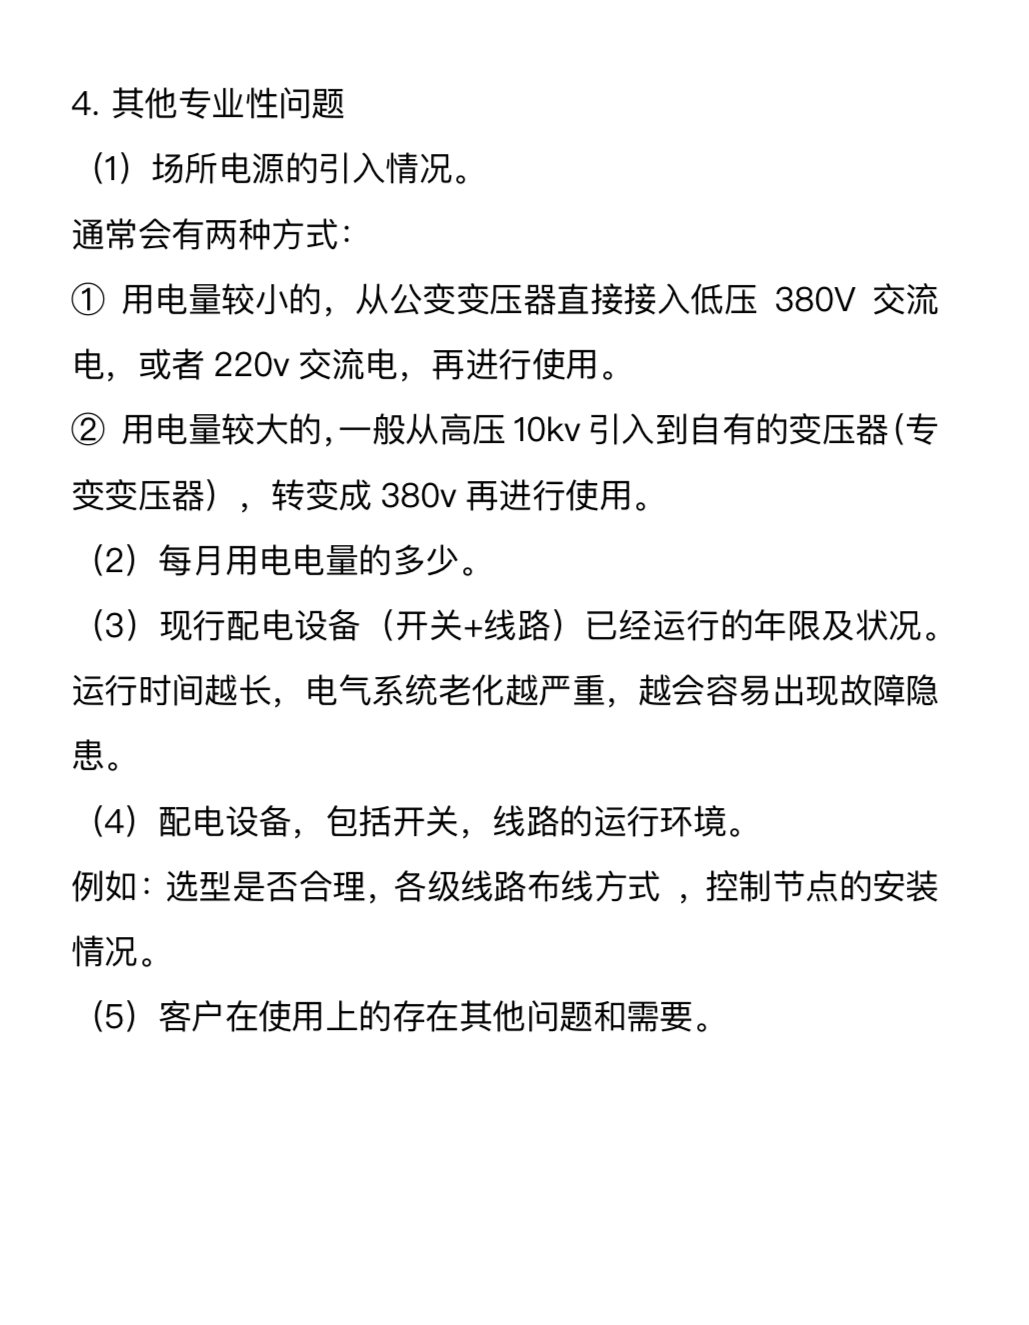 4. 其他专业性问题
（1）场所电源的引入情况。
通常会有两种方式：
① 用电量较小的，从公变变压器直接接入低压 380V 交流
电，或者 220v 交流电，再进行使用。
② 用电量较大的，一般从高压 10kv 引入到自有的变压器（专
变变压器），转变成 380v 再进行使用。
（2）每月用电电量的多少。
（3）现行配电设备（开关+线路）已经运行的年限及状况。
运行时间越长，电气系统老化越严重，越会容易出现故障隐
患。
（4）配电设备，包括开关，线路的运行环境。
例如：选型是否合理，各级线路布线方式 ，控制节点的安装
情况。
（5）客户在使用上的存在其他问题和需要。